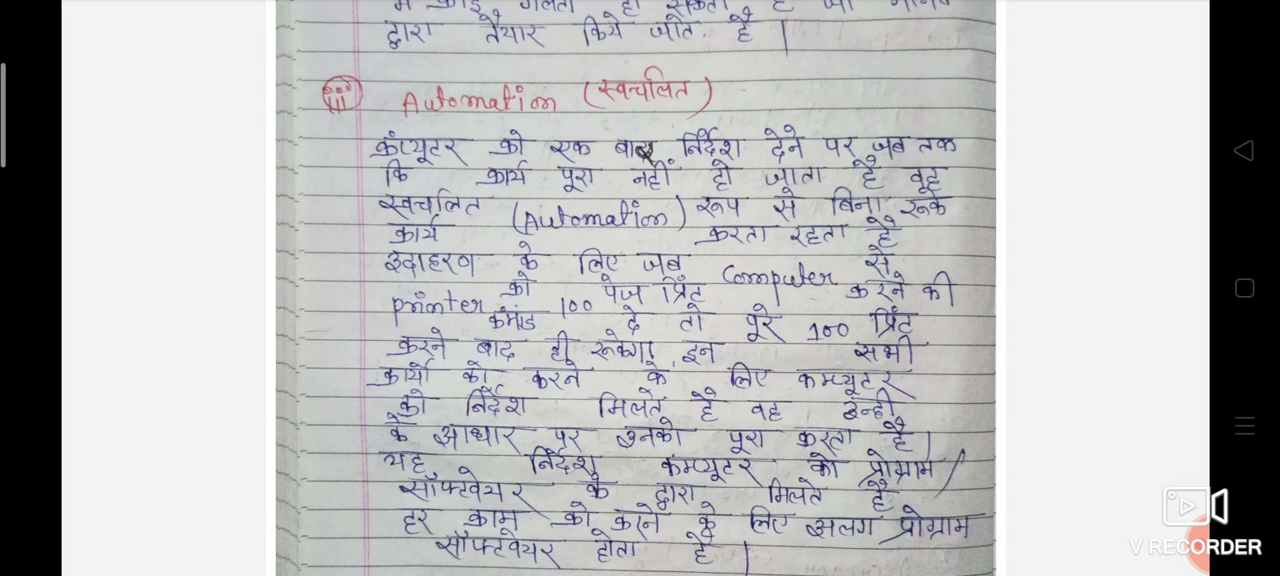 द्वारा तैयार किये जाते है |
(iii) Automation (स्वचलित)
कंप्यूटर को एक बार निर्देश देने पर जब तक
कि कार्य पूरा नहीं हो जाता है वह
स्वचलित (Automation) रूप से बिना रूके
कार्य करता रहता है
उदाहरण के लिए जब Computer से
printer को 100 पेज प्रिंट करने की
कंमांड दे तो पूरे 100 प्रिंट
करने बाद ही रूकेगा, इन सभी
कार्यो को करने के लिए कम्प्यूटर
को निर्देश मिलते है वह इन्ही
के आधार पर उनको पूरा करता है |
यह निर्देश कंम्प्यूटर को प्रोग्राम/
सॉफ्टवेयर के द्वारा मिलते है
हर काम को करने के लिए अलग प्रोग्राम
सॉफ्टवेयर होता है |
V RECORDER